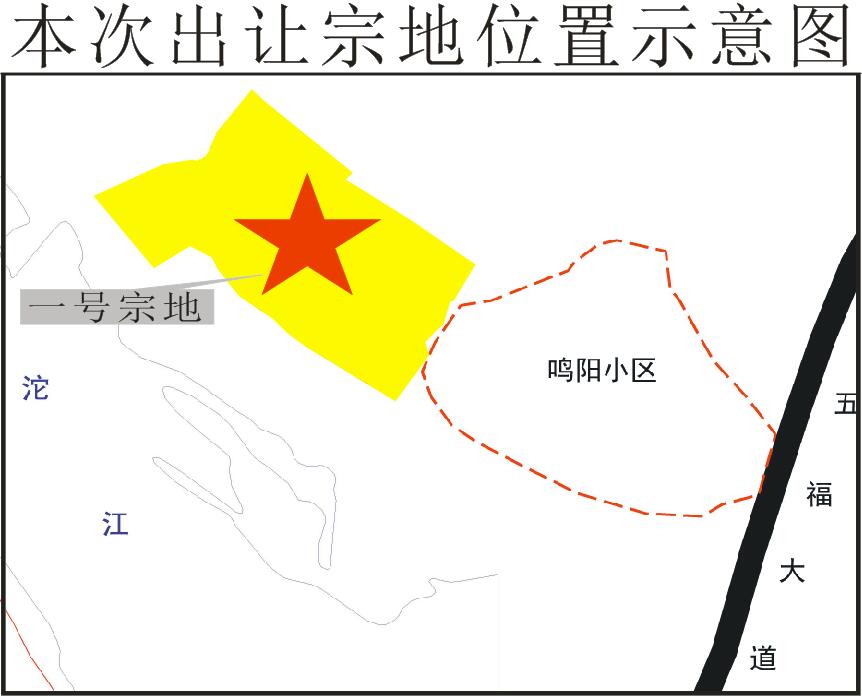 本次出让宗地位置示意图
一号宗地
鸣阳小区
沱江
五福大道